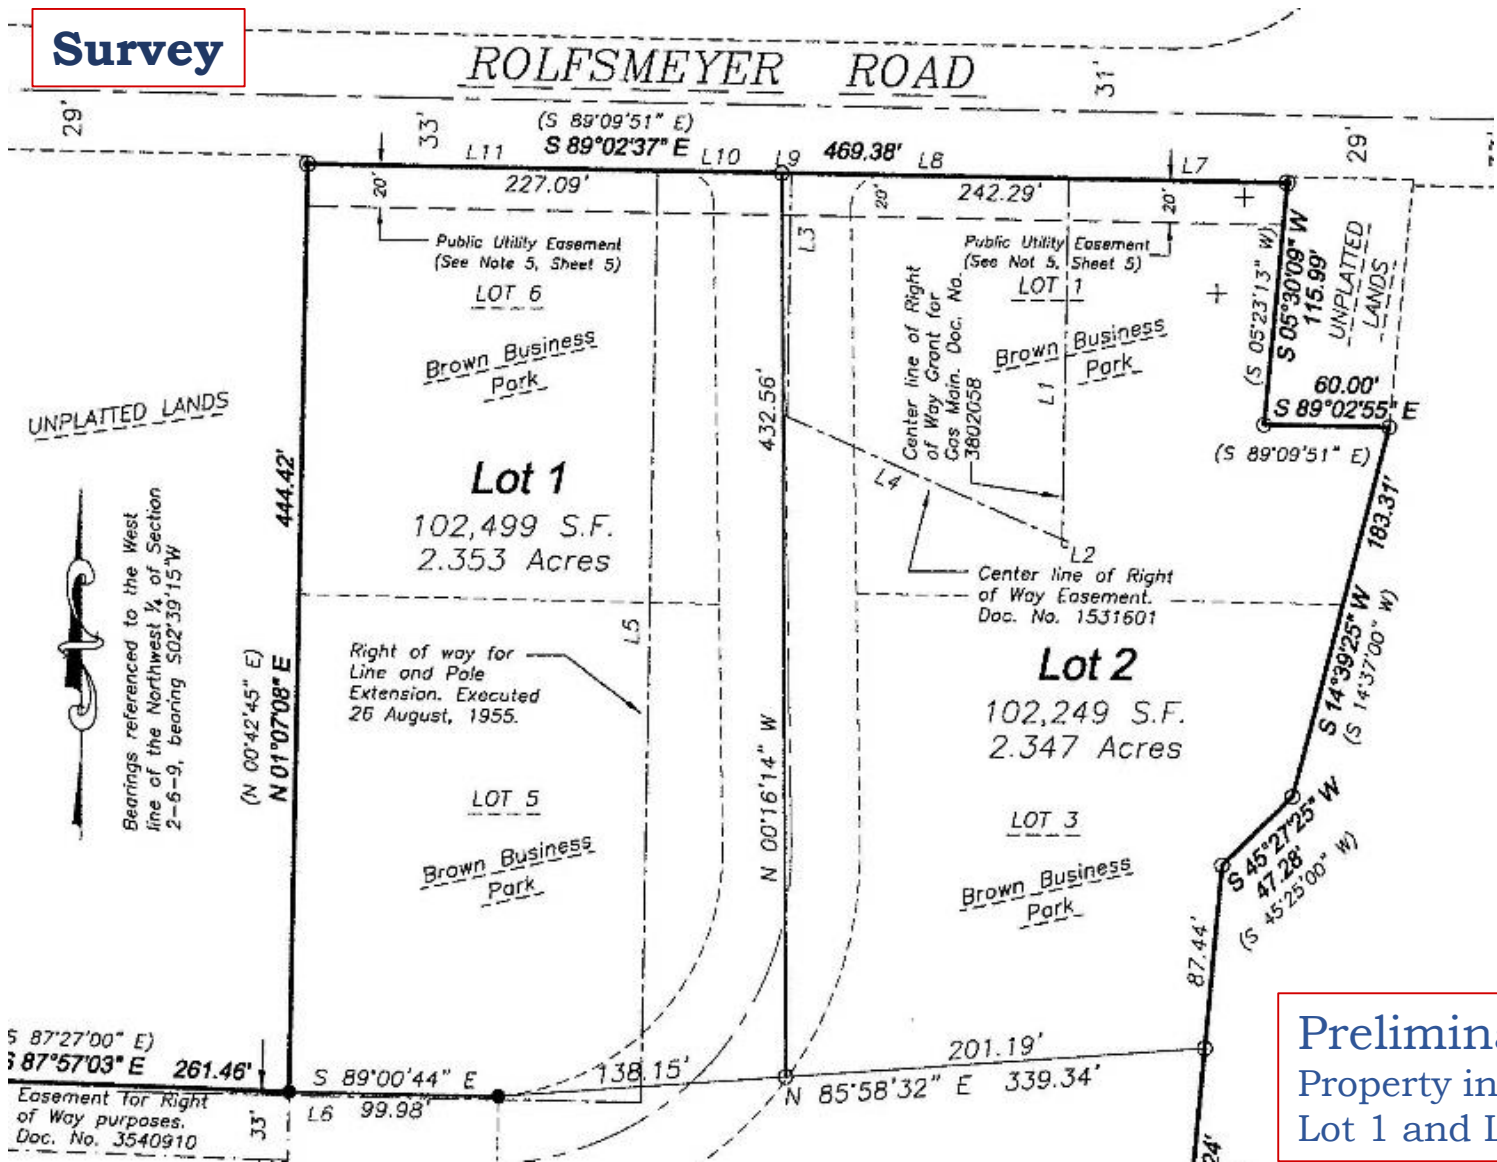 Survey
ROLFSMEYER ROAD
29'
33'
31'
29'
(S 89°09'51" E)
S 89°02'37" E
469.38'
L11
L10
L9
L8
L7
227.09'
242.29'
20'
20'
20'
L3
Public Utility Easement
(See Note 5, Sheet 5)
LOT 6
Brown Business
Park
Public Utility Easement
(See Not 5, Sheet 5)
LOT 1
Brown Business
Park
Center line of Right
of Way Grant for
Gas Main. Doc. No.
3802058
L1
(S 05°23'13" W)
S 05°30'09" W
115.99'
UNPLATTED
LANDS
60.00'
S 89°02'55" E
(S 89°09'51" E)
UNPLATTED LANDS
444.42'
432.56'
Lot 1
102,499 S.F.
2.353 Acres
L4
L2
Center line of Right
of Way Easement.
Doc. No. 1531601
183.31'
S 14°39'25" W
(S 14°37'00" W)
Bearings referenced to the West
line of the Northwest ¼ of Section
2-6-9, bearing S02°39'15"W
(N 00°42'45" E)
N 01°07'08" E
Right of way for
Line and Pole
Extension. Executed
26 August, 1955.
L5
Lot 2
102,249 S.F.
2.347 Acres
N 00°16'14" W
LOT 5
Brown Business
Park
LOT 3
Brown Business
Park
S 45°27'25" W
47.28'
(S 45°25'00" W)
87.44'
S 87°27'00" E)
S 87°57'03" E
261.46'
S 89°00'44" E
99.98'
L6
138.15'
201.19'
N 85°58'32" E 339.34'
Easement for Right
of Way purposes.
Doc. No. 3540910
33'
24'
Prelimina
Property in
Lot 1 and L